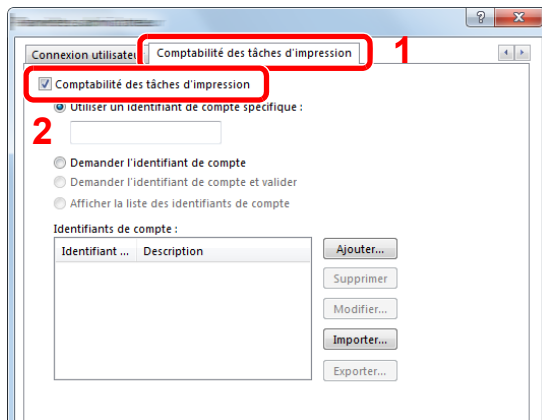 ?
X
Connexion utilisateu
Comptabilité des tâches d'impression
1
Comptabilité des tâches d'impression
Utiliser un identifiant de compte spécifique :
2
Demander l'identifiant de compte
Demander l'identifiant de compte et valider
Afficher la liste des identifiants de compte
Identifiants de compte :
Identifiant ... Description
Ajouter...
Supprimer
Modifier...
Importer...
Exporter...